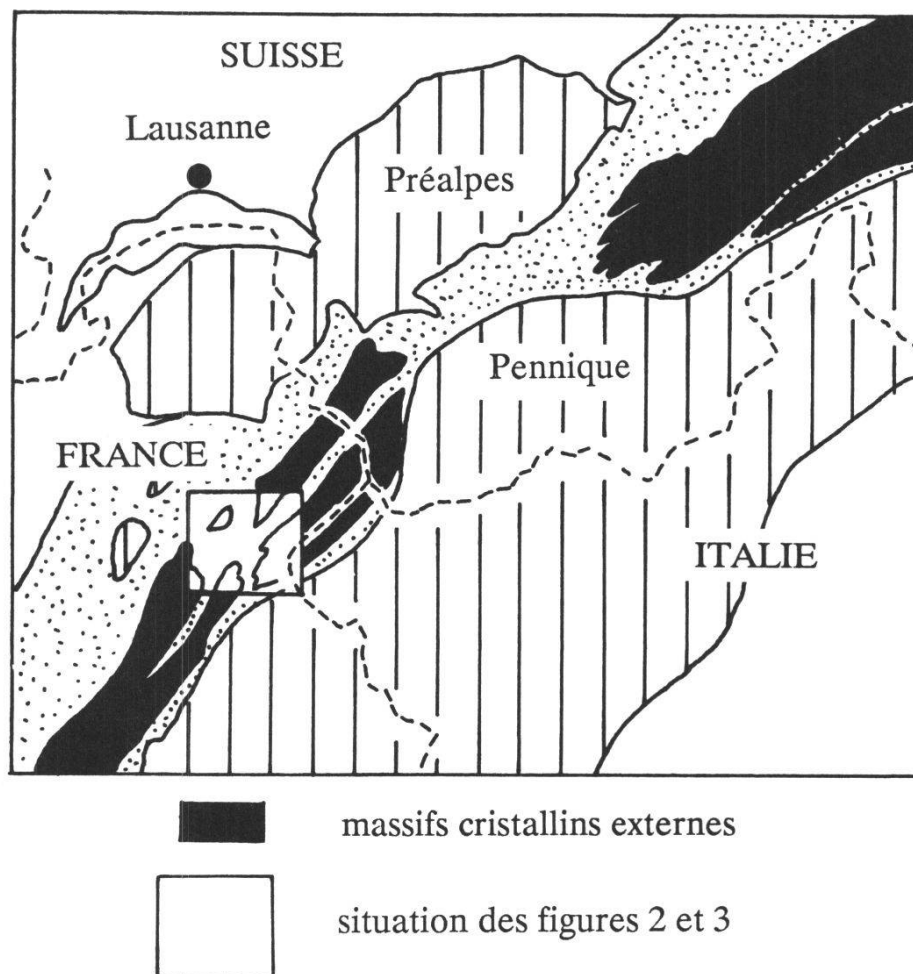 SUISSE
Lausanne
Préalpes
Pennique
FRANCE
ITALIE
massifs cristallins externes
situation des figures 2 et 3